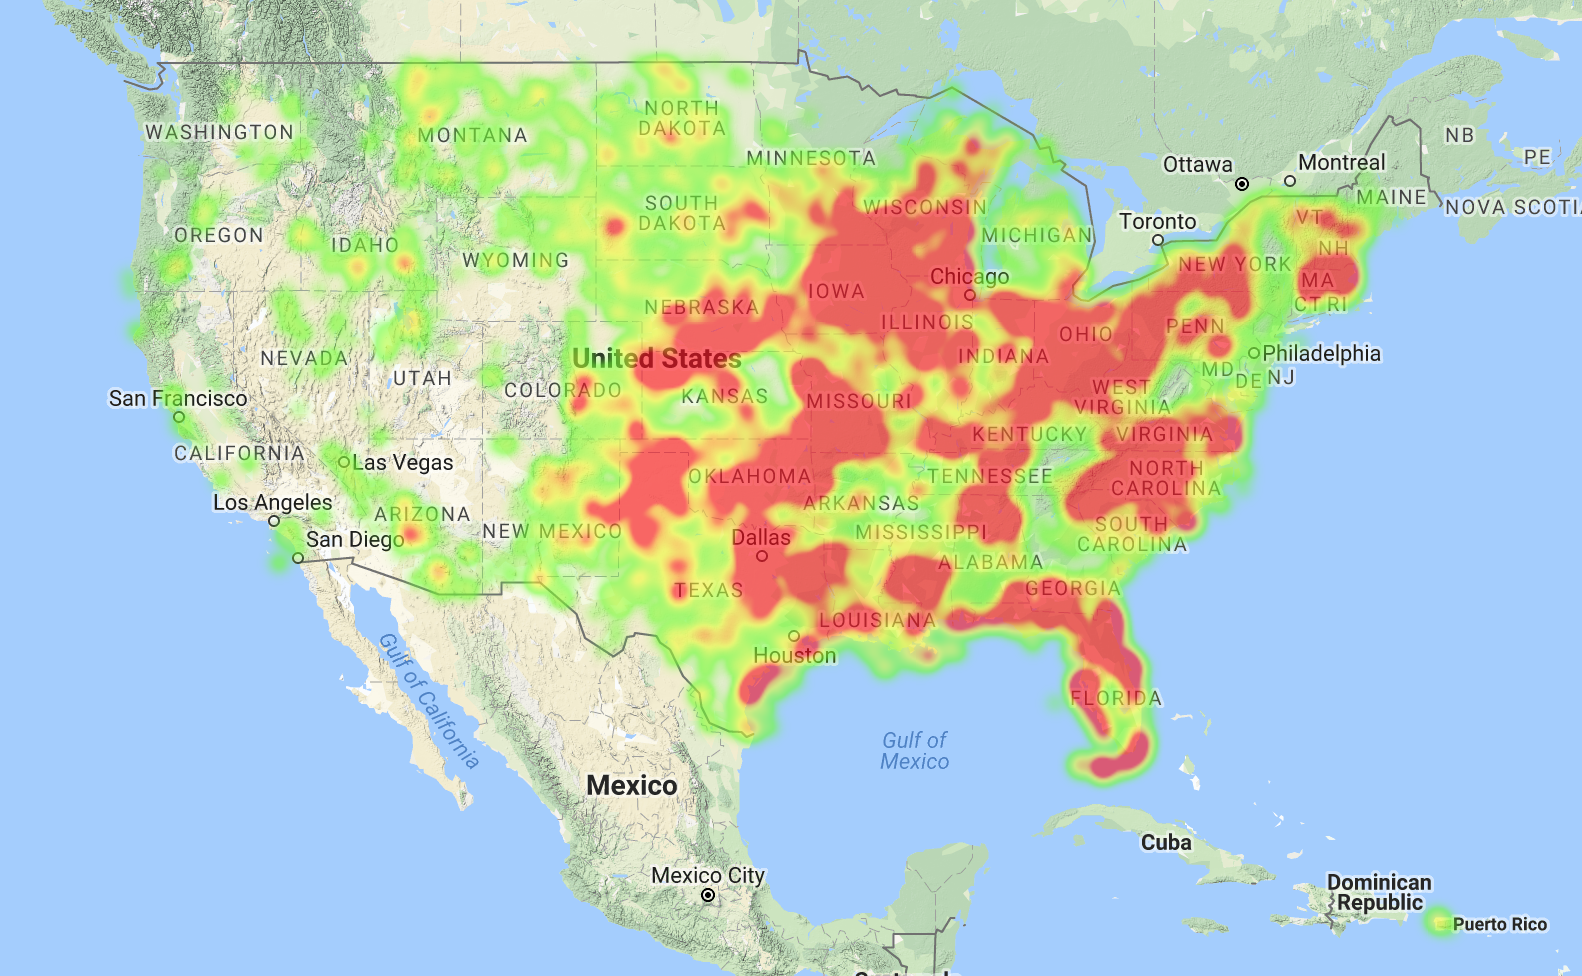 Ottawa
Montreal
NB
PE
MAINE
NOVA SCOTI
Toronto
WASHINGTON
MONTANA
NORTH
DAKOTA
MINNESOTA
OREGON
IDAHO
WYOMING
SOUTH
DAKOTA
WISCONSIN
MICHIGAN
VT
NH
NEW YORK
MA
CT RI
NEBRASKA
IOWA
Chicago
ILLINOIS
INDIANA
OHIO
PENN
Philadelphia
MD
DE
NJ
NEVADA
UTAH
COLORADO
United States
KANSAS
MISSOURI
WEST
VIRGINIA
KENTUCKY
VIRGINIA
San Francisco
CALIFORNIA
Las Vegas
Los Angeles
San Diego
ARIZONA
NEW MEXICO
OKLAHOMA
ARKANSAS
TENNESSEE
NORTH
CAROLINA
SOUTH
CAROLINA
MISSISSIPPI
ALABAMA
GEORGIA
Dallas
TEXAS
LOUISIANA
Houston
FLORIDA
Gulf of California
Gulf of
Mexico
Mexico
Mexico City
Cuba
Dominican
Republic
Puerto Rico